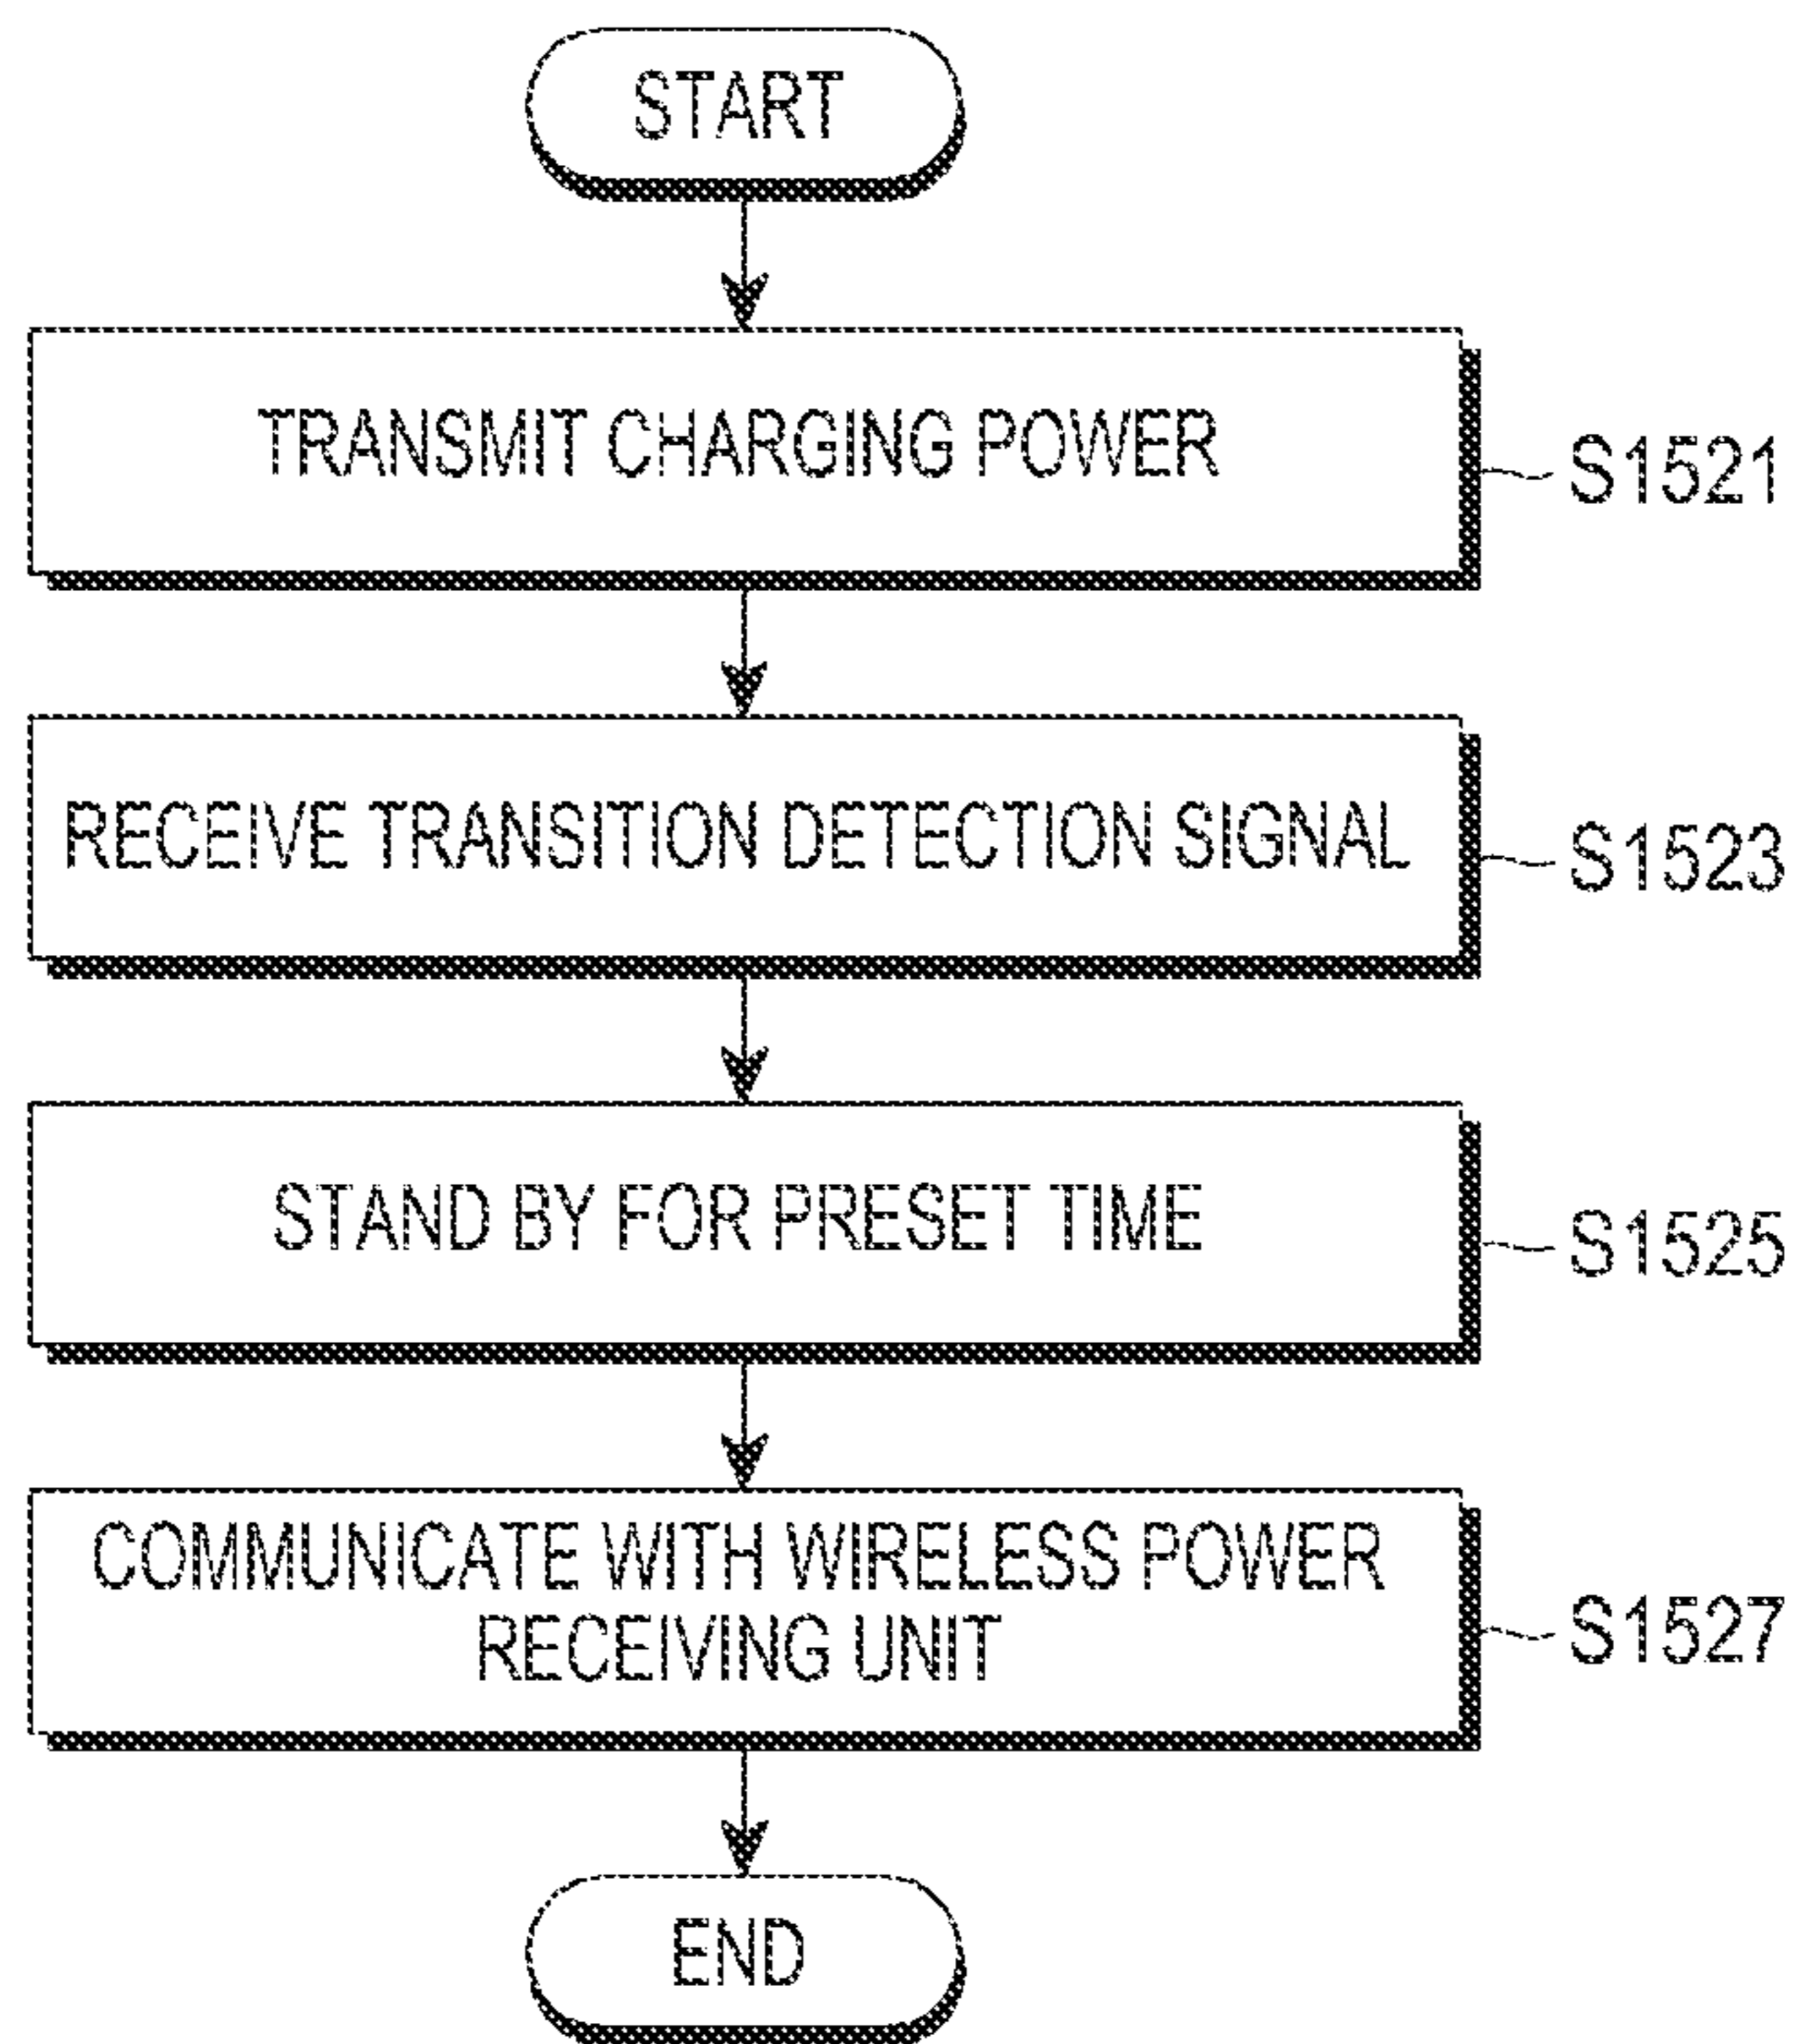 START
TRANSMIT CHARGING POWER
S1521
RECEIVE TRANSITION DETECTION SIGNAL
S1523
STAND BY FOR PRESET TIME
S1525
COMMUNICATE WITH WIRELESS POWER
RECEIVING UNIT
S1527
END